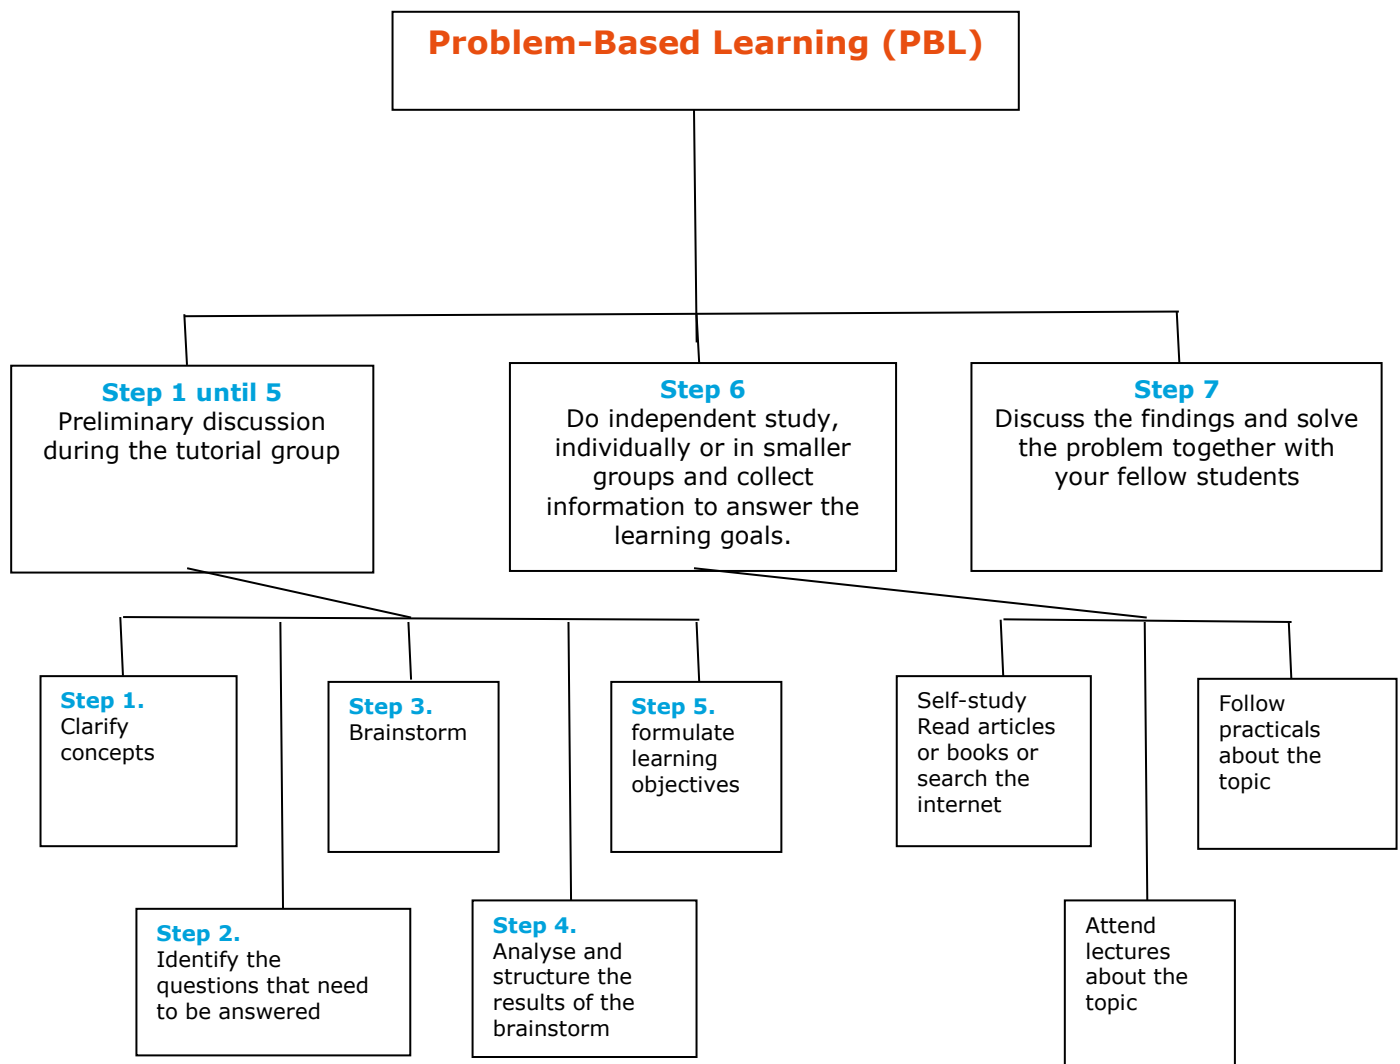 Problem-Based Learning (PBL)
Step 1 until 5
Preliminary discussion
during the tutorial group
Step 6
Do independent study,
individually or in smaller
groups and collect
information to answer the
learning goals.
Step 7
Discuss the findings and solve
the problem together with
your fellow students
Step 1.
Clarify
concepts
Step 2.
Identify the
questions that need
to be answered
Step 3.
Brainstorm
Step 4.
Analyse and
structure the
results of the
brainstorm
Step 5.
formulate
learning
objectives
Self-study
Read articles
or books or
search the
internet
Attend
lectures
about the
topic
Follow
practicals
about the
topic